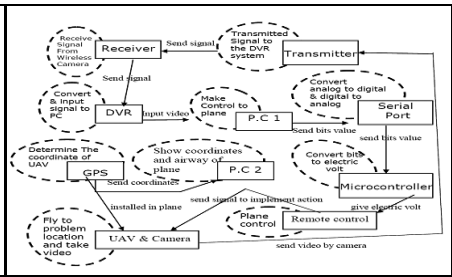 Receive
Signal
From
Wireless
Camera
Receiver
Send signal
Transmitted
Signal to
the DVR
system
Transmitter
Send signal
Convert
& Input
signal to
PC
DVR
Input video
Make
Control to
plane
P.C 1
Convert
analog to digital
& digital to
analog
Serial
Port
Send bits value
send bits value
Determine The
coordinate of
UAV
GPS
Show coordinates
and airway of
plane
P.C 2
Convert bits
to electric
volt
Microcontroller
Send coordinates
installed in plane
send signal to implement action
give electric volt
Fly to
problem
location and
take
video
UAV & Camera
Plane
control
Remote control
send video by camera